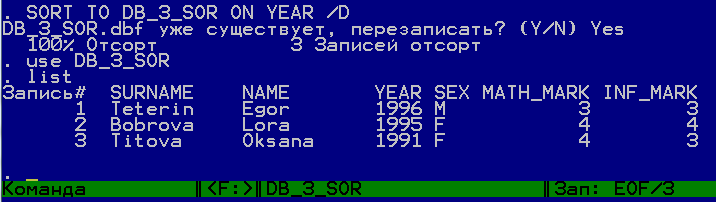 . SORT TO DB_3_SOR ON YEAR /D
DB_3_SOR.dbf уже существует, перезаписать? (Y/N) Yes
100% Отсорт 3 Записей отсорт
. use DB_3_SOR
. list
Запись# SURNAME NAME YEAR SEX MATH_MARK INF_MARK
1 Teterin Egor 1996 M 3 3
2 Bobrova Lora 1995 F 4 4
3 Titova Oksana 1991 F 4 3
. _
Команда ║<F:>║DB_3_SOR ║Зап: EOF/3